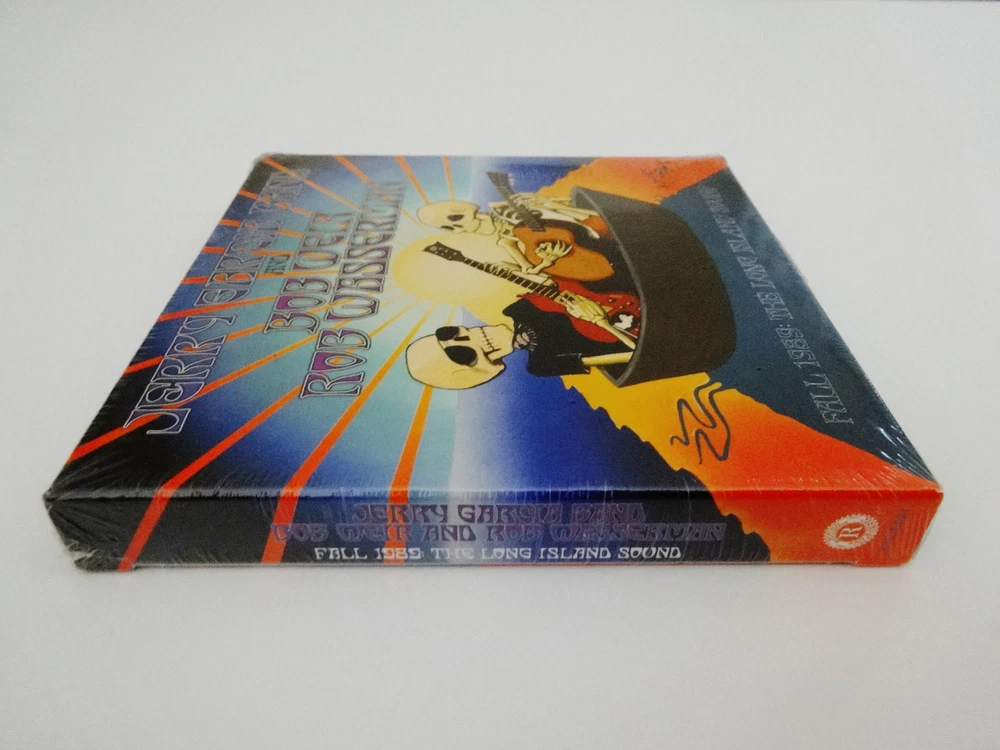 JERRY GARCIA BAND
AND
BOB WEIR
ROB WASSERMAN
FALL 1989: THE LONG ISLAND SOUND
JERRY GARCIA BAND
BOB WEIR AND ROB WASSERMAN
FALL 1989: THE LONG ISLAND SOUND
R